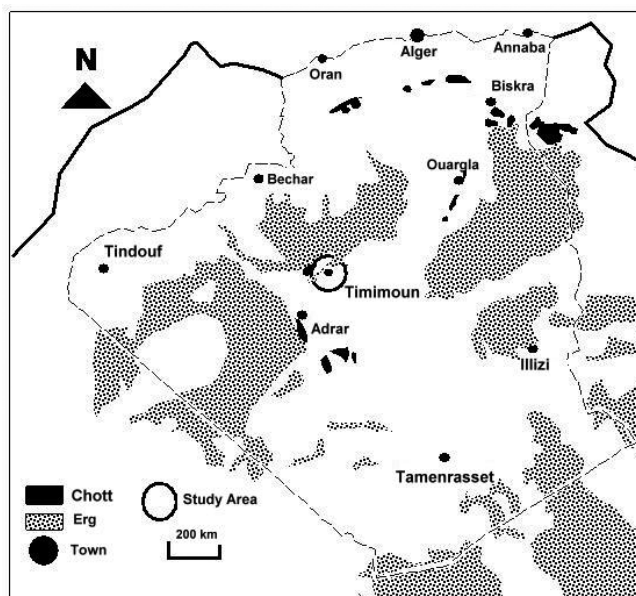 N
Alger
Annaba
Oran
Biskra
Ouargla
Bechar
Tindouf
Timimoun
Adrar
Illizi
Tamenrasset
Chott
Study Area
Erg
200 km
Town